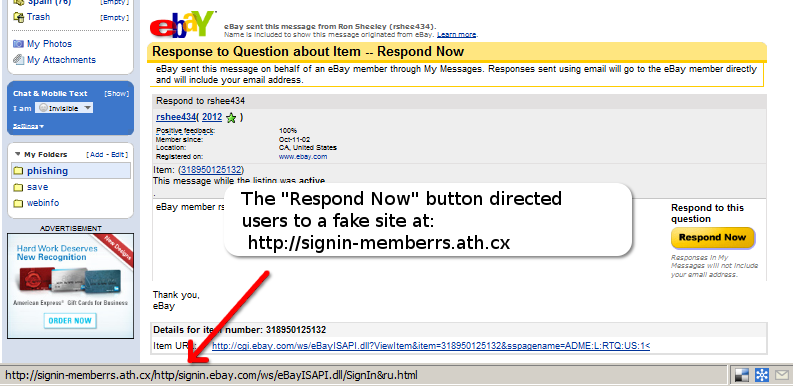 Spam (76) [Empty]
Trash [Empty]
My Photos
My Attachments
Chat & Mobile Text [Show]
I am Invisible
Settings
My Folders [Add - Edit]
phishing
save
webinfo
ADVERTISEMENT
Hard Work Deserves
New Recognition
New Designs
American Express® Gift Cards for Business
ORDER NOW
ebaY
eBay sent this message from Ron Sheeley (rshee434).
Name is included to show this message originated from eBay. Learn more.
Response to Question about Item -- Respond Now
eBay sent this message on behalf of an eBay member through My Messages. Responses sent using email will go to the eBay member directly
and will include your email address.
Respond to rshee434
rshee434( 2012 )
Positive feedback: 100%
Member since: Oct-11-02
Location: CA, United States
Registered on: www.ebay.com
Item: (318950125132)
This message while the listing was active.
eBay member rs
The "Respond Now" button directed
users to a fake site at:
http://signin-memberrs.ath.cx
Respond to this
question
Respond Now
Responses in My
Messages will not include
your email address.
Thank you,
eBay
Details for item number: 318950125132
Item URL: http://cgi.ebay.com/ws/eBayISAPI.dll?ViewItem&item=318950125132&sspagename=ADME:L:RTQ:US:1<
http://signin-memberrs.ath.cx/http/signin.ebay.com/ws/eBayISAPI.dll/SignIn&ru.html